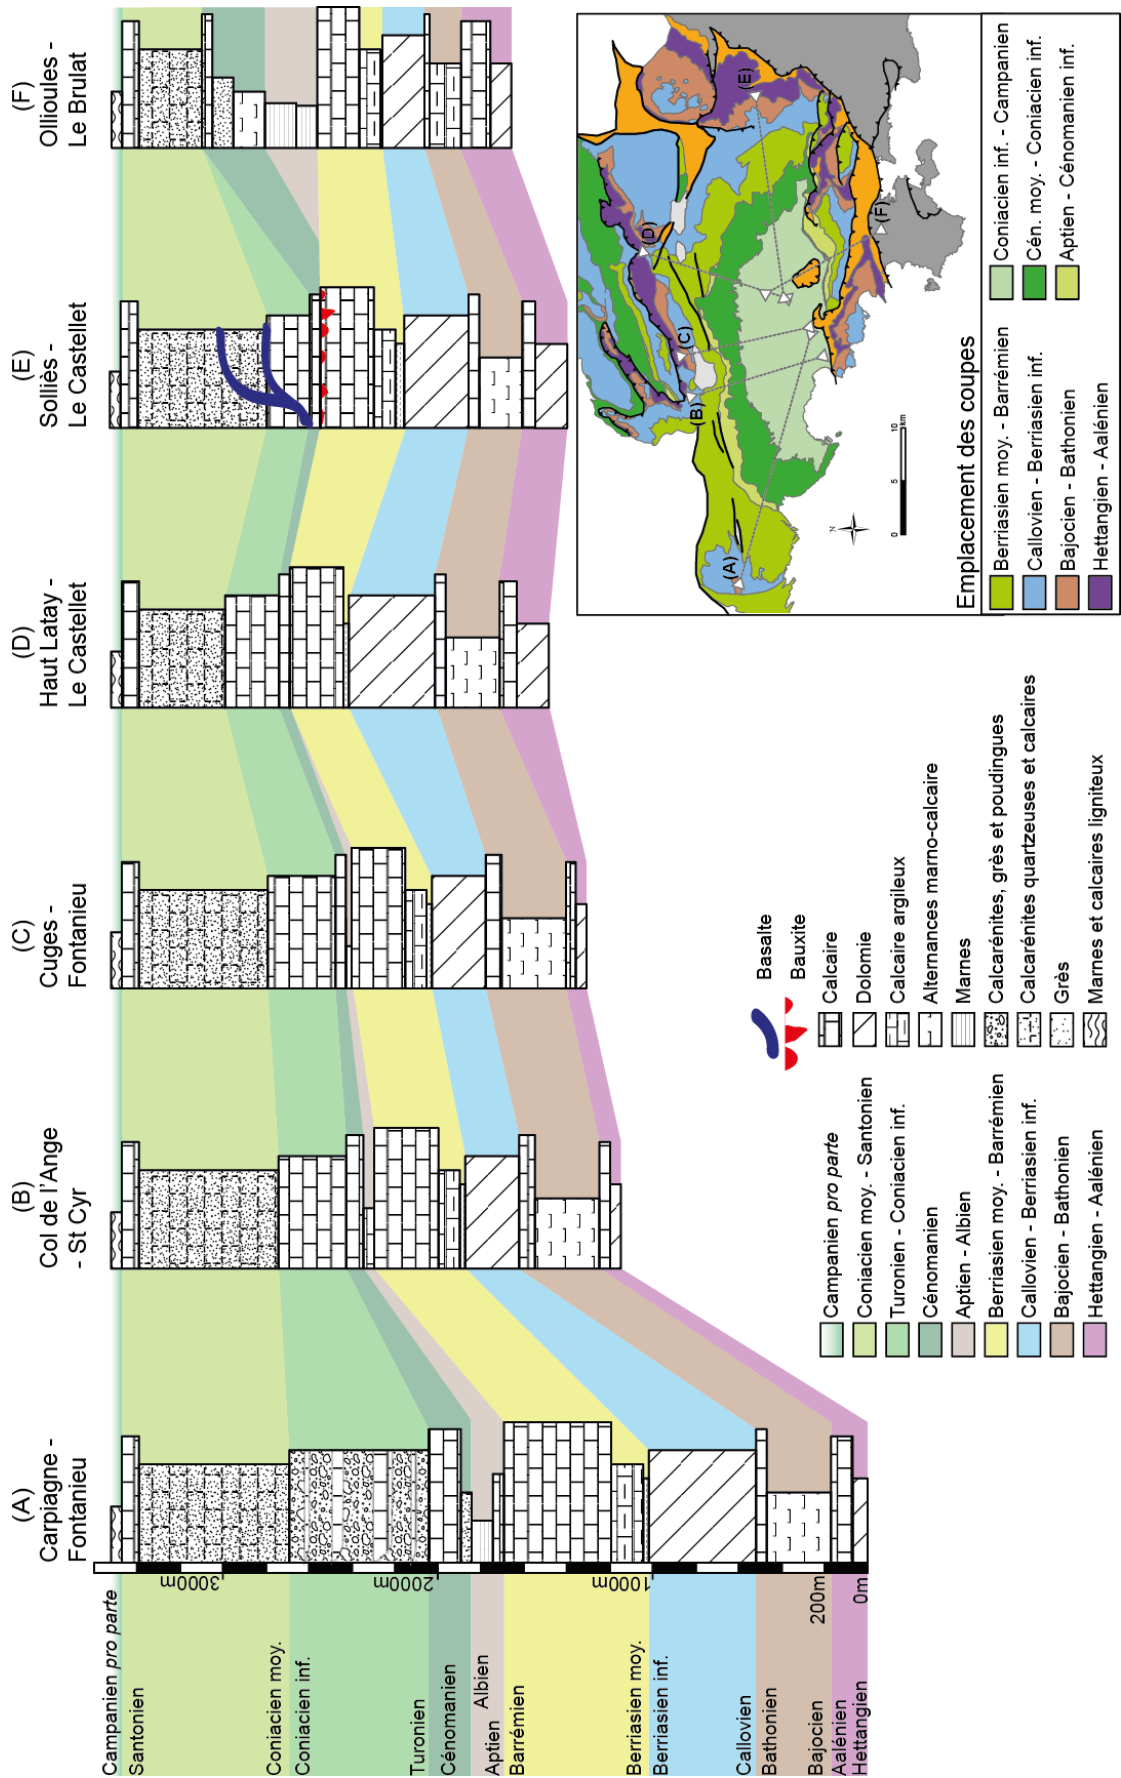 (A)
Carpiagne -
Fontanieu
(B)
Col de l'Ange
- St Cyr
(C)
Cuges -
Fontanieu
(D)
Haut Latay -
Le Castellet
(E)
Solliès -
Le Castellet
(F)
Ollioules -
Le Brulat
Campanien pro parte
Santonien
Coniacien moy.
Coniacien inf.
Turonien
Cénomanien
Albien
Aptien
Barrémien
Berriasien moy.
Berriasien inf.
Callovien
Bathonien
Bajocien
Aalénien
Hettangien
3000m
2000m
1000m
200m
0m
Campanien pro parte
Coniacien moy. - Santonien
Turonien - Coniacien inf.
Cénomanien
Aptien - Albien
Berriasien moy. - Barrémien
Callovien - Berriasien inf.
Bajocien - Bathonien
Hettangien - Aalénien
Basalte
Bauxite
Calcaire
Dolomie
Calcaire argileux
Alternances marno-calcaire
Marnes
Calcarénites, grès et poudingues
Calcarénites quartzeuses et calcaires
Grès
Marnes et calcaires ligniteux
(A)
(B)
(C)
(D)
(E)
(F)
N
0
5
10
km
Emplacement des coupes
Berriasien moy. - Barrémien
Callovien - Berriasien inf.
Bajocien - Bathonien
Hettangien - Aalénien
Coniacien inf. - Campanien
Cén. moy. - Coniacien inf.
Aptien - Cénomanien inf.